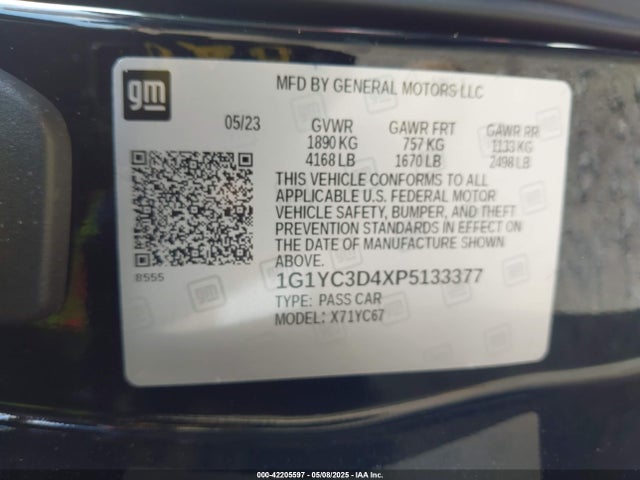 gm
MFD BY GENERAL MOTORS LLC
05/23 GVWR GAWR FRT GAWR RR
1890 KG 757 KG 1133 KG
4168 LB 1670 LB 2498 LB
THIS VEHICLE CONFORMS TO ALL
APPLICABLE U.S. FEDERAL MOTOR
VEHICLE SAFETY, BUMPER, AND THEFT
PREVENTION STANDARDS IN EFFECT ON
THE DATE OF MANUFACTURE SHOWN
ABOVE.
8555
1G1YC3D4XP5133377
TYPE: PASS CAR
MODEL: X71YC67
000-42205597 - 05/08/2025 - IAAI.COM